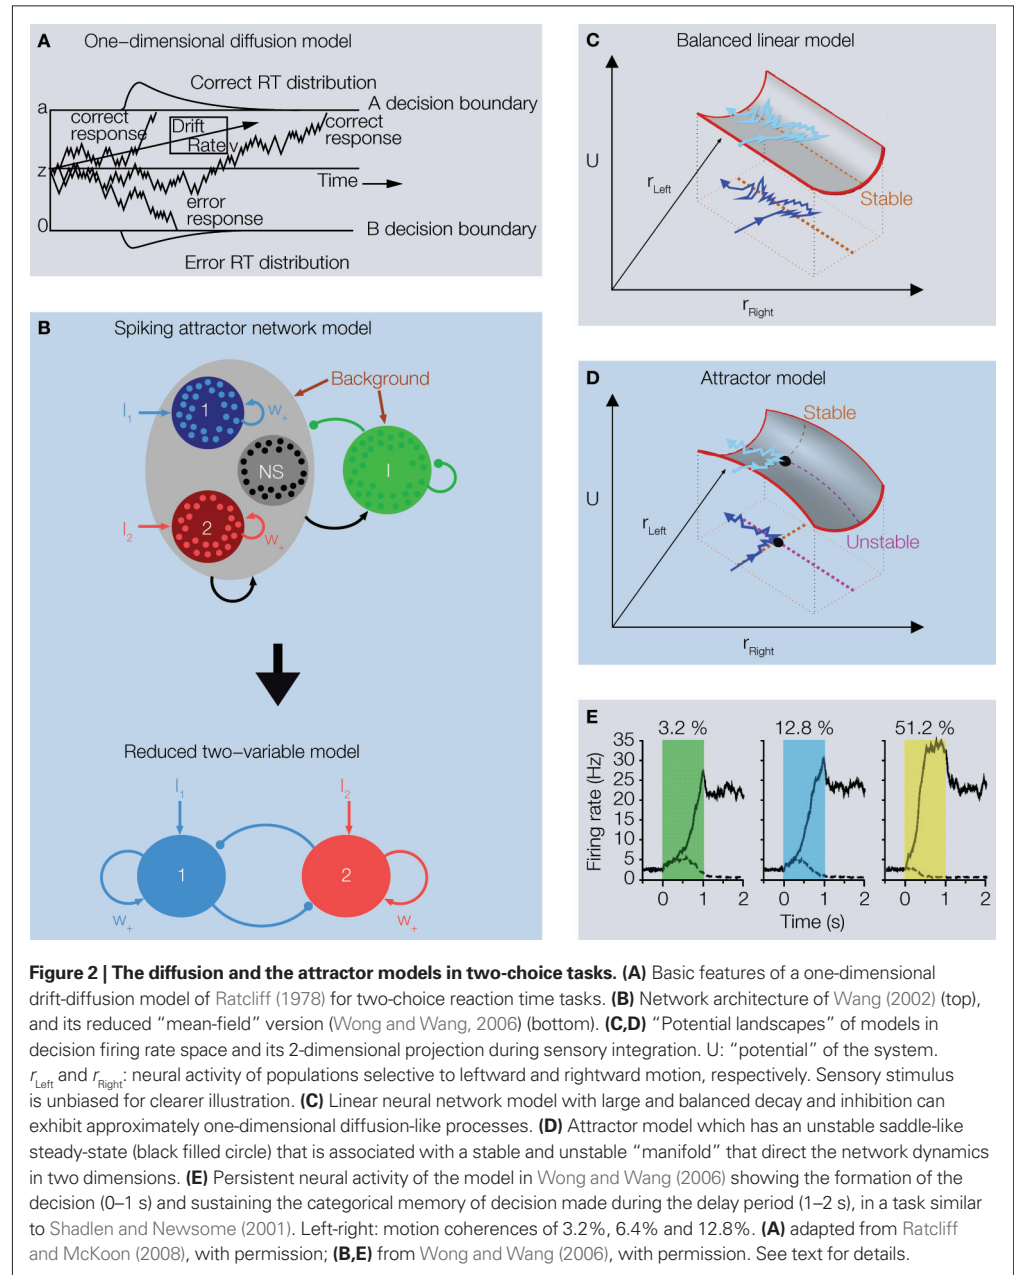 A One–dimensional diffusion model
Correct RT distribution
a
A decision boundary
correct
response
Drift
Rate v
correct
response
z
Time
error
response
0
B decision boundary
Error RT distribution
B Spiking attractor network model
Background
I1
1
w+
NS
I
I2
2
w+
Reduced two–variable model
I1
I2
1
2
w+
w+
C Balanced linear model
U
rLeft
Stable
rRight
D Attractor model
Stable
U
rLeft
Unstable
rRight
E
3.2 % 12.8 % 51.2 %
Firing rate (Hz)
35
30
25
20
15
10
5
0
0 1 2 0 1 2 0 1 2
Time (s)
Figure 2 | The diffusion and the attractor models in two-choice tasks. (A) Basic features of a one-dimensional
drift-diffusion model of Ratcliff (1978) for two-choice reaction time tasks. (B) Network architecture of Wang (2002) (top),
and its reduced “mean-field” version (Wong and Wang, 2006) (bottom). (C,D) “Potential landscapes” of models in
decision firing rate space and its 2-dimensional projection during sensory integration. U: “potential” of the system.
rLeft and rRight: neural activity of populations selective to leftward and rightward motion, respectively. Sensory stimulus
is unbiased for clearer illustration. (C) Linear neural network model with large and balanced decay and inhibition can
exhibit approximately one-dimensional diffusion-like processes. (D) Attractor model which has an unstable saddle-like
steady-state (black filled circle) that is associated with a stable and unstable “manifold” that direct the network dynamics
in two dimensions. (E) Persistent neural activity of the model in Wong and Wang (2006) showing the formation of the
decision (0–1 s) and sustaining the categorical memory of decision made during the delay period (1–2 s), in a task similar
to Shadlen and Newsome (2001). Left-right: motion coherences of 3.2%, 6.4% and 12.8%. (A) adapted from Ratcliff
and McKoon (2008), with permission; (B,E) from Wong and Wang (2006), with permission. See text for details.